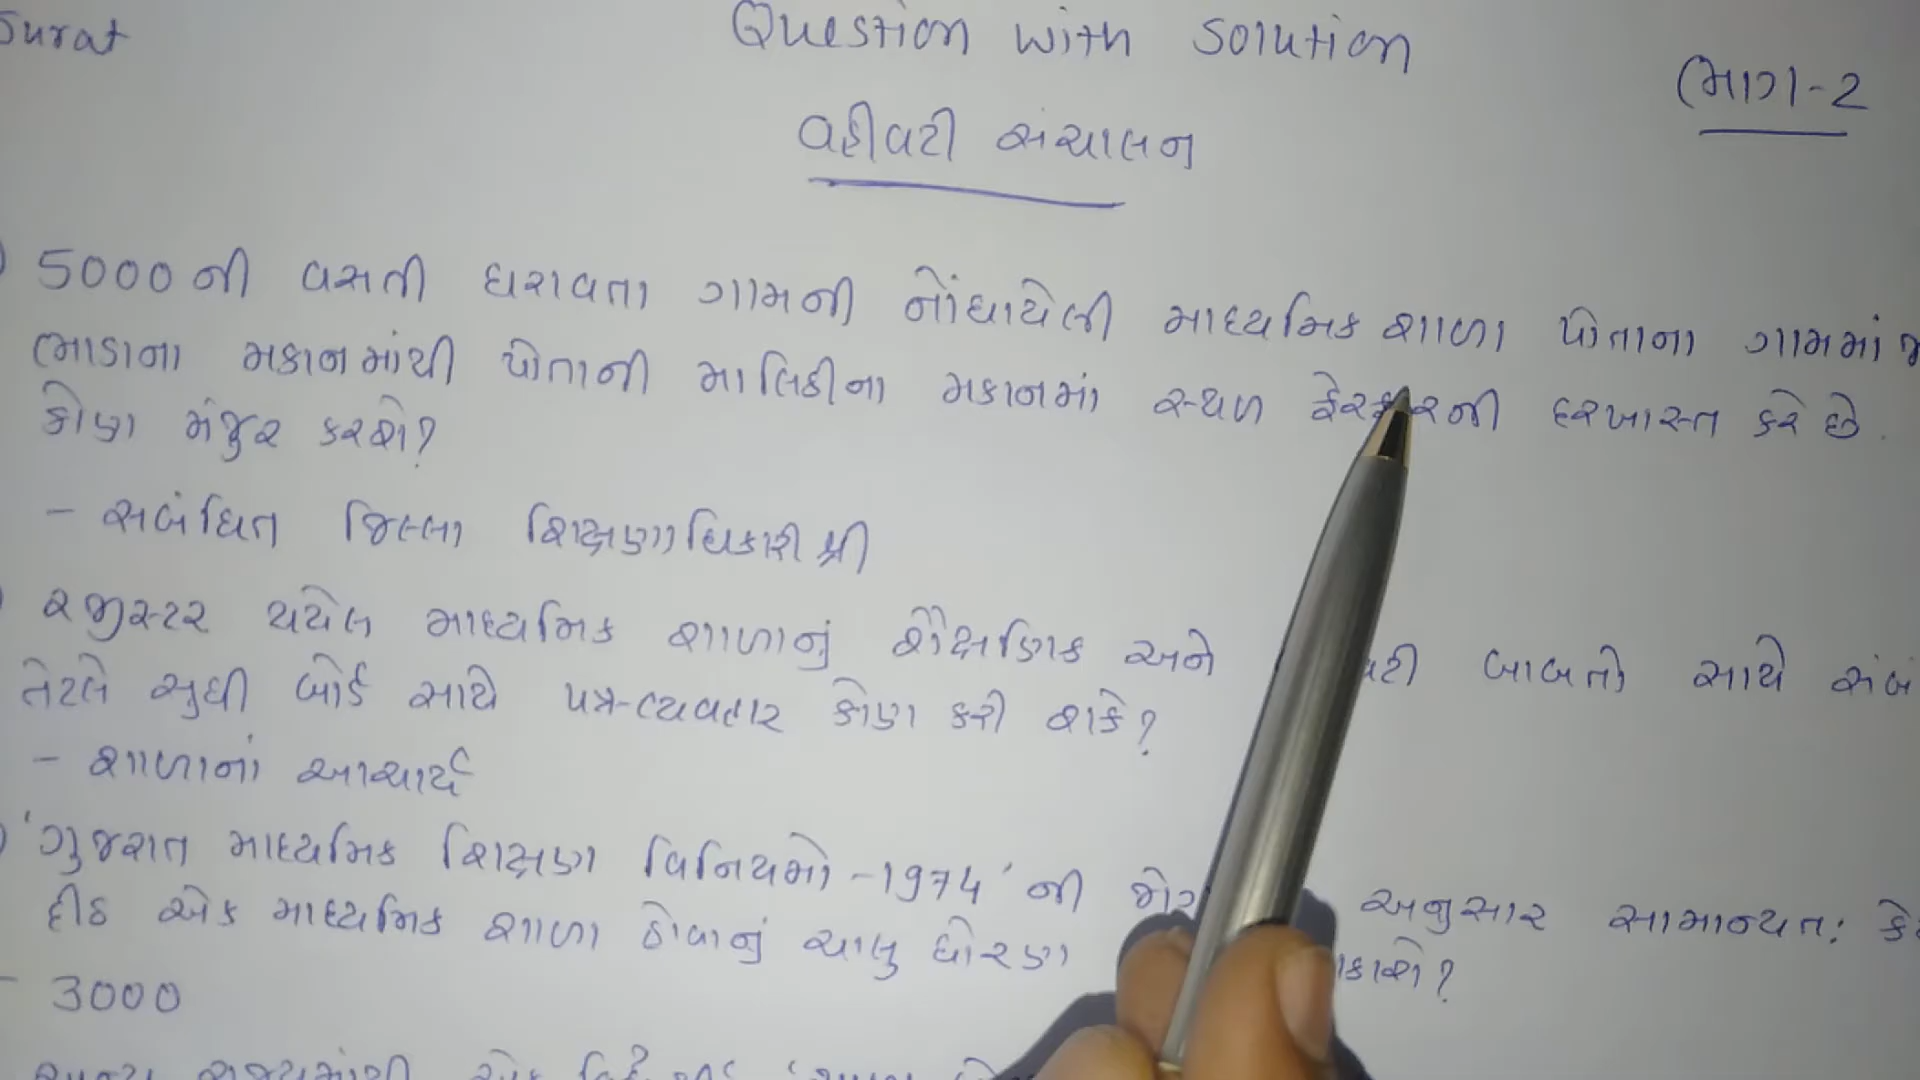 Surat
Question with Solution
ભાગ-2
વહીવટી સંચાલન
5000ની વસતી ધરાવતા ગામની નોંધાયેલી માધ્યમિક શાળા પોતાના ગામમાં જ
ભાડાના મકાનમાંથી પોતાની માલિકીના મકાનમાં સ્થળ ફેરફારની દરખાસ્ત કરે છે.
કોણ મંજુર કરશે?
- સબંધિત જિલ્લા શિક્ષણાધિકારીશ્રી
રજીસ્ટર થયેલ માધ્યમિક શાળાનું શૈક્ષણિક અને વટી બાબતો સાથે સંબં
તેટલે સુધી બોર્ડ સાથે પત્ર-વ્યવહાર કોણ કરી શકે?
- શાળાનાં આચાર્ય
'ગુજરાત માધ્યમિક શિક્ષણ વિનિયમો-1974' ની અનુસાર સામાન્યત: કે
દીઠ એક માધ્યમિક શાળા હોવાનું ચાલુ ધોરણ કાશે?
- 3000